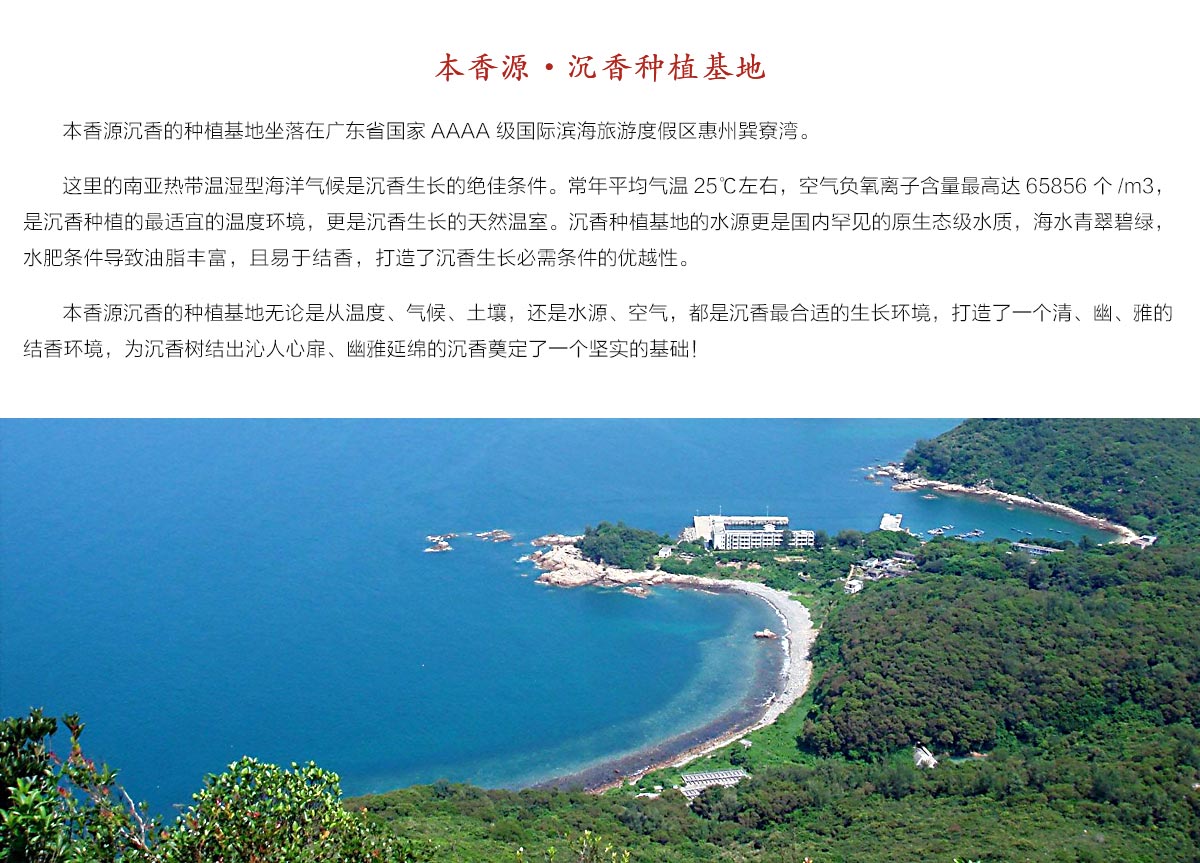 本香源·沉香种植基地
本香源沉香的种植基地坐落在广东省国家 AAAA 级国际滨海旅游度假区惠州巽寮湾。
这里的南亚热带温湿型海洋气候是沉香生长的绝佳条件。常年平均气温 25℃左右，空气负氧离子含量最高达 65856 个 /m3，
是沉香种植的最适宜的温度环境，更是沉香生长的天然温室。沉香种植基地的水源更是国内罕见的原生态级水质，海水青翠碧绿，
水肥条件导致油脂丰富，且易于结香，打造了沉香生长必需条件的优越性。
本香源沉香的种植基地无论是从温度、气候、土壤，还是水源、空气，都是沉香最合适的生长环境，打造了一个清、幽、雅的
结香环境，为沉香树结出沁人心扉、幽雅延绵的沉香奠定了一个坚实的基础！